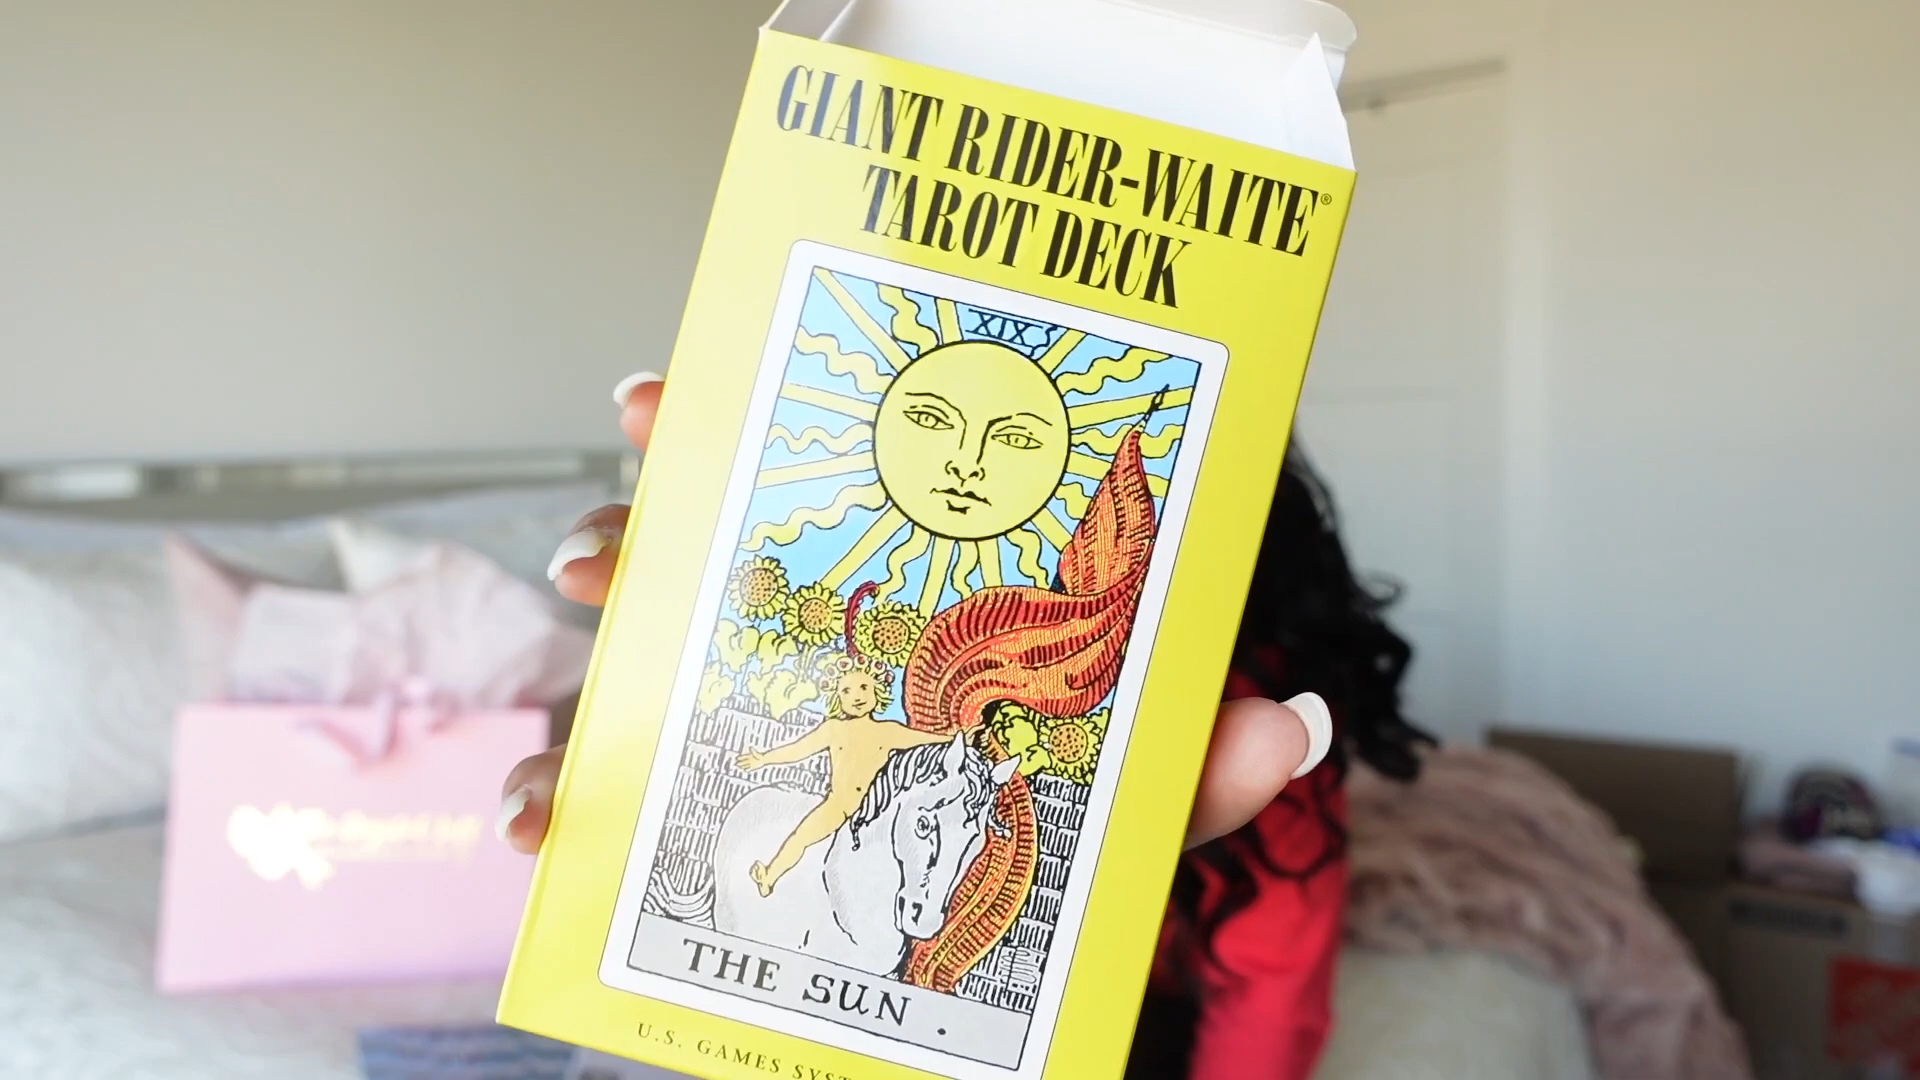 GIANT RIDER-WAITE®
TAROT DECK
XIX
THE SUN.
U.S. GAMES